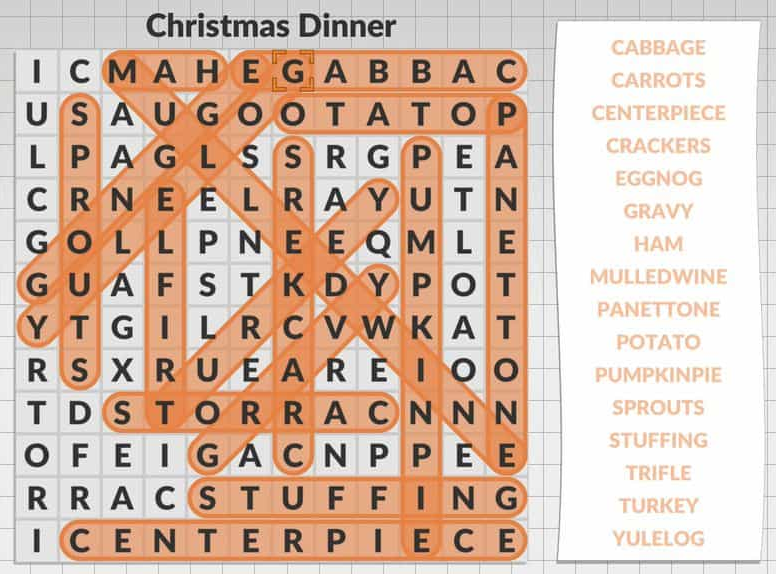 Christmas Dinner
I C M A H E G A B B A C
U S A U G O O T A T O P
L P A G L S S R G P E A
C R N E E L R A Y U T N
G O L L P N E E Q M L E
G U A F S T K D Y P O T
Y T G I L R C V W K A T
R S X R U E A R E I O O
T D S T O R R A C N N N
O F E I G A C N P P E E
R R A C S T U F F I N G
I C E N T E R P I E C E
CABBAGE
CARROTS
CENTERPIECE
CRACKERS
EGGNOG
GRAVY
HAM
MULLEDWINE
PANETTONE
POTATO
PUMPKINPIE
SPROUTS
STUFFING
TRIFLE
TURKEY
YULELOG